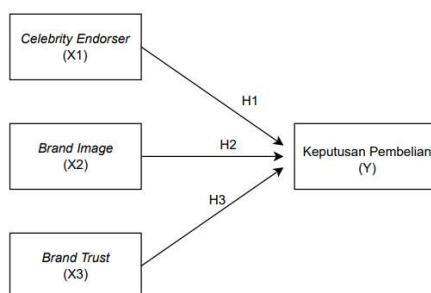 Celebrity Endorser
(X1)
H1
Brand Image
(X2)
H2
Keputusan Pembelian
(Y)
H3
Brand Trust
(X3)